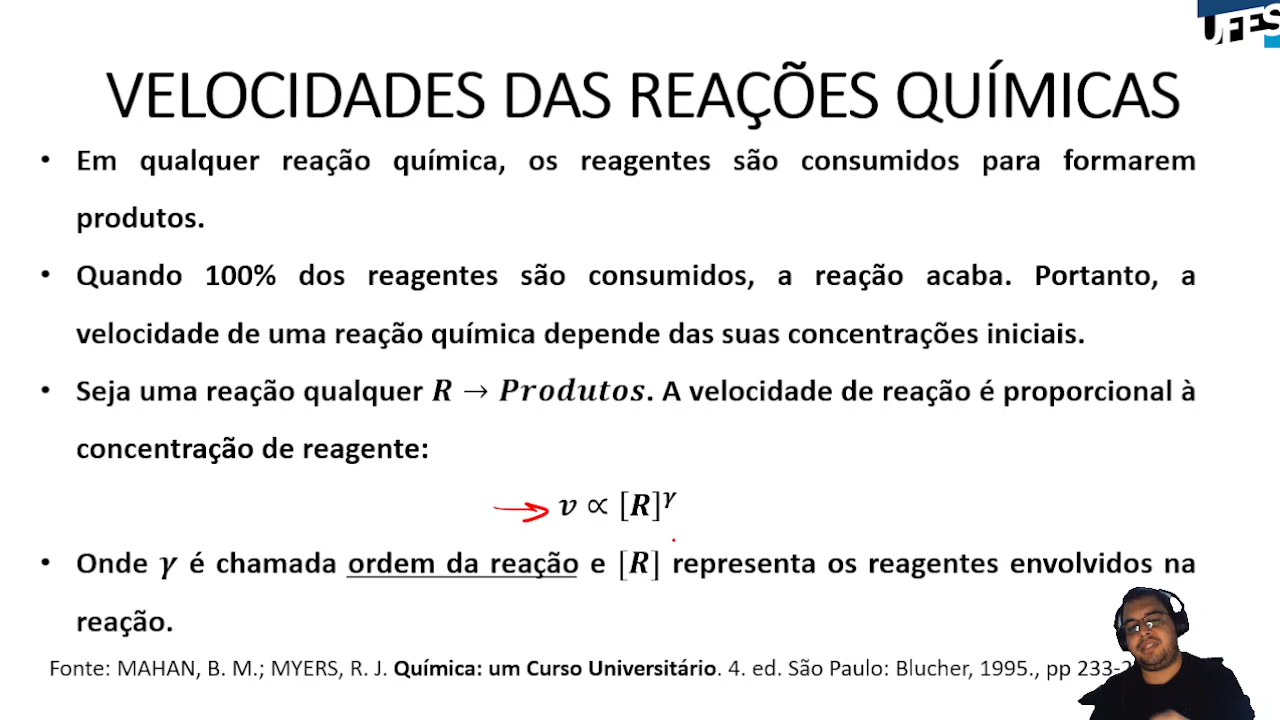 UFES
VELOCIDADES DAS REAÇÕES QUÍMICAS
• Em qualquer reação química, os reagentes são consumidos para formarem
produtos.
• Quando 100% dos reagentes são consumidos, a reação acaba. Portanto, a
velocidade de uma reação química depende das suas concentrações iniciais.
• Seja uma reação qualquer R → Produtos. A velocidade de reação é proporcional à
concentração de reagente:
v ∝ [R]^γ
• Onde γ é chamada ordem da reação e [R] representa os reagentes envolvidos na
reação.
Fonte: MAHAN, B. M.; MYERS, R. J. Química: um Curso Universitário. 4. ed. São Paulo: Blucher, 1995., pp 233-